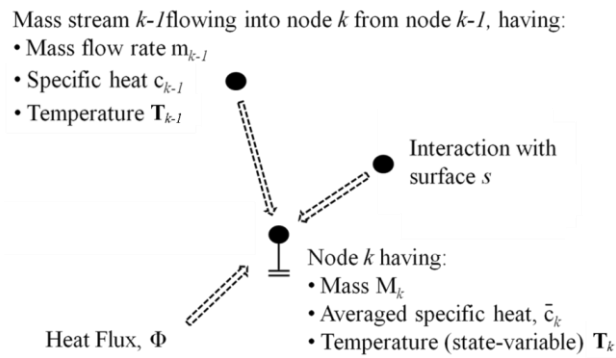 Mass stream k-1flowing into node k from node k-1, having:
• Mass flow rate mₖ₋₁
• Specific heat cₖ₋₁
• Temperature Tₖ₋₁
Interaction with
surface s
Node k having:
• Mass Mₖ
• Averaged specific heat, c̄ₖ
• Temperature (state-variable) Tₖ
Heat Flux, Φ